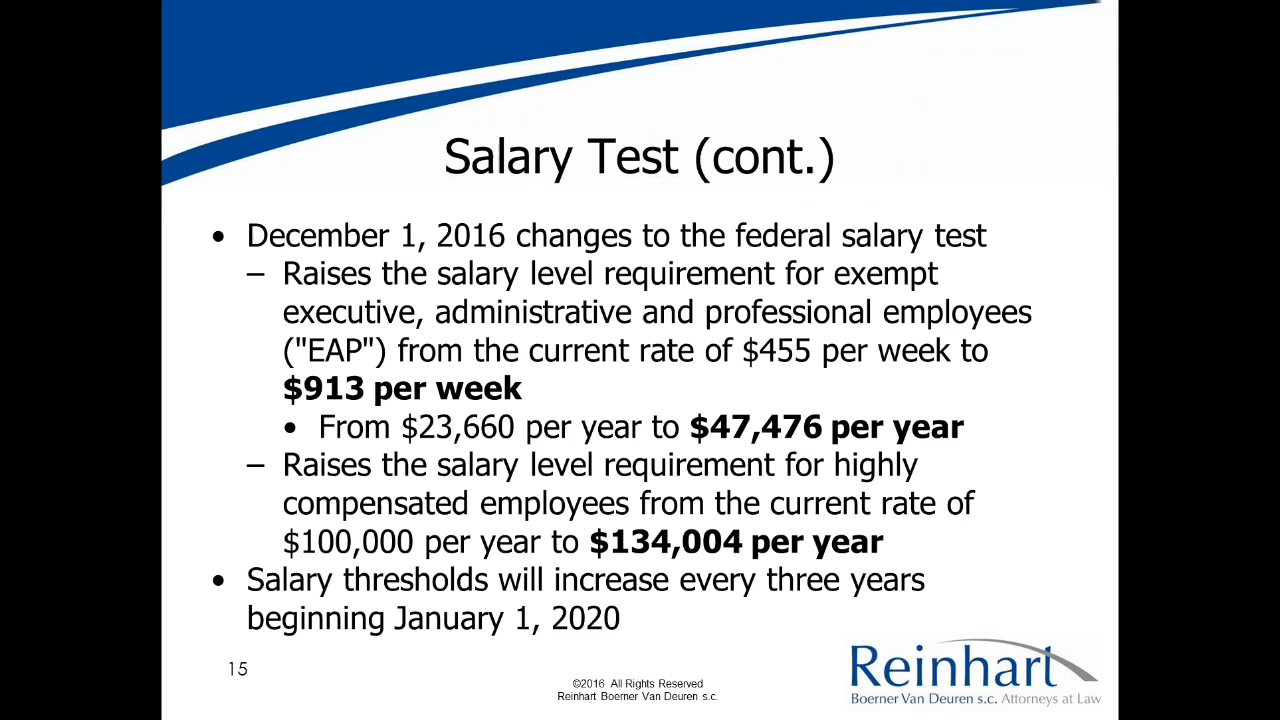 Salary Test (cont.)
• December 1, 2016 changes to the federal salary test
– Raises the salary level requirement for exempt
executive, administrative and professional employees
("EAP") from the current rate of $455 per week to
$913 per week
• From $23,660 per year to $47,476 per year
– Raises the salary level requirement for highly
compensated employees from the current rate of
$100,000 per year to $134,004 per year
• Salary thresholds will increase every three years
beginning January 1, 2020
15
©2016 All Rights Reserved
Reinhart Boerner Van Deuren s.c.
Reinhart
Boerner Van Deuren s.c. Attorneys at Law